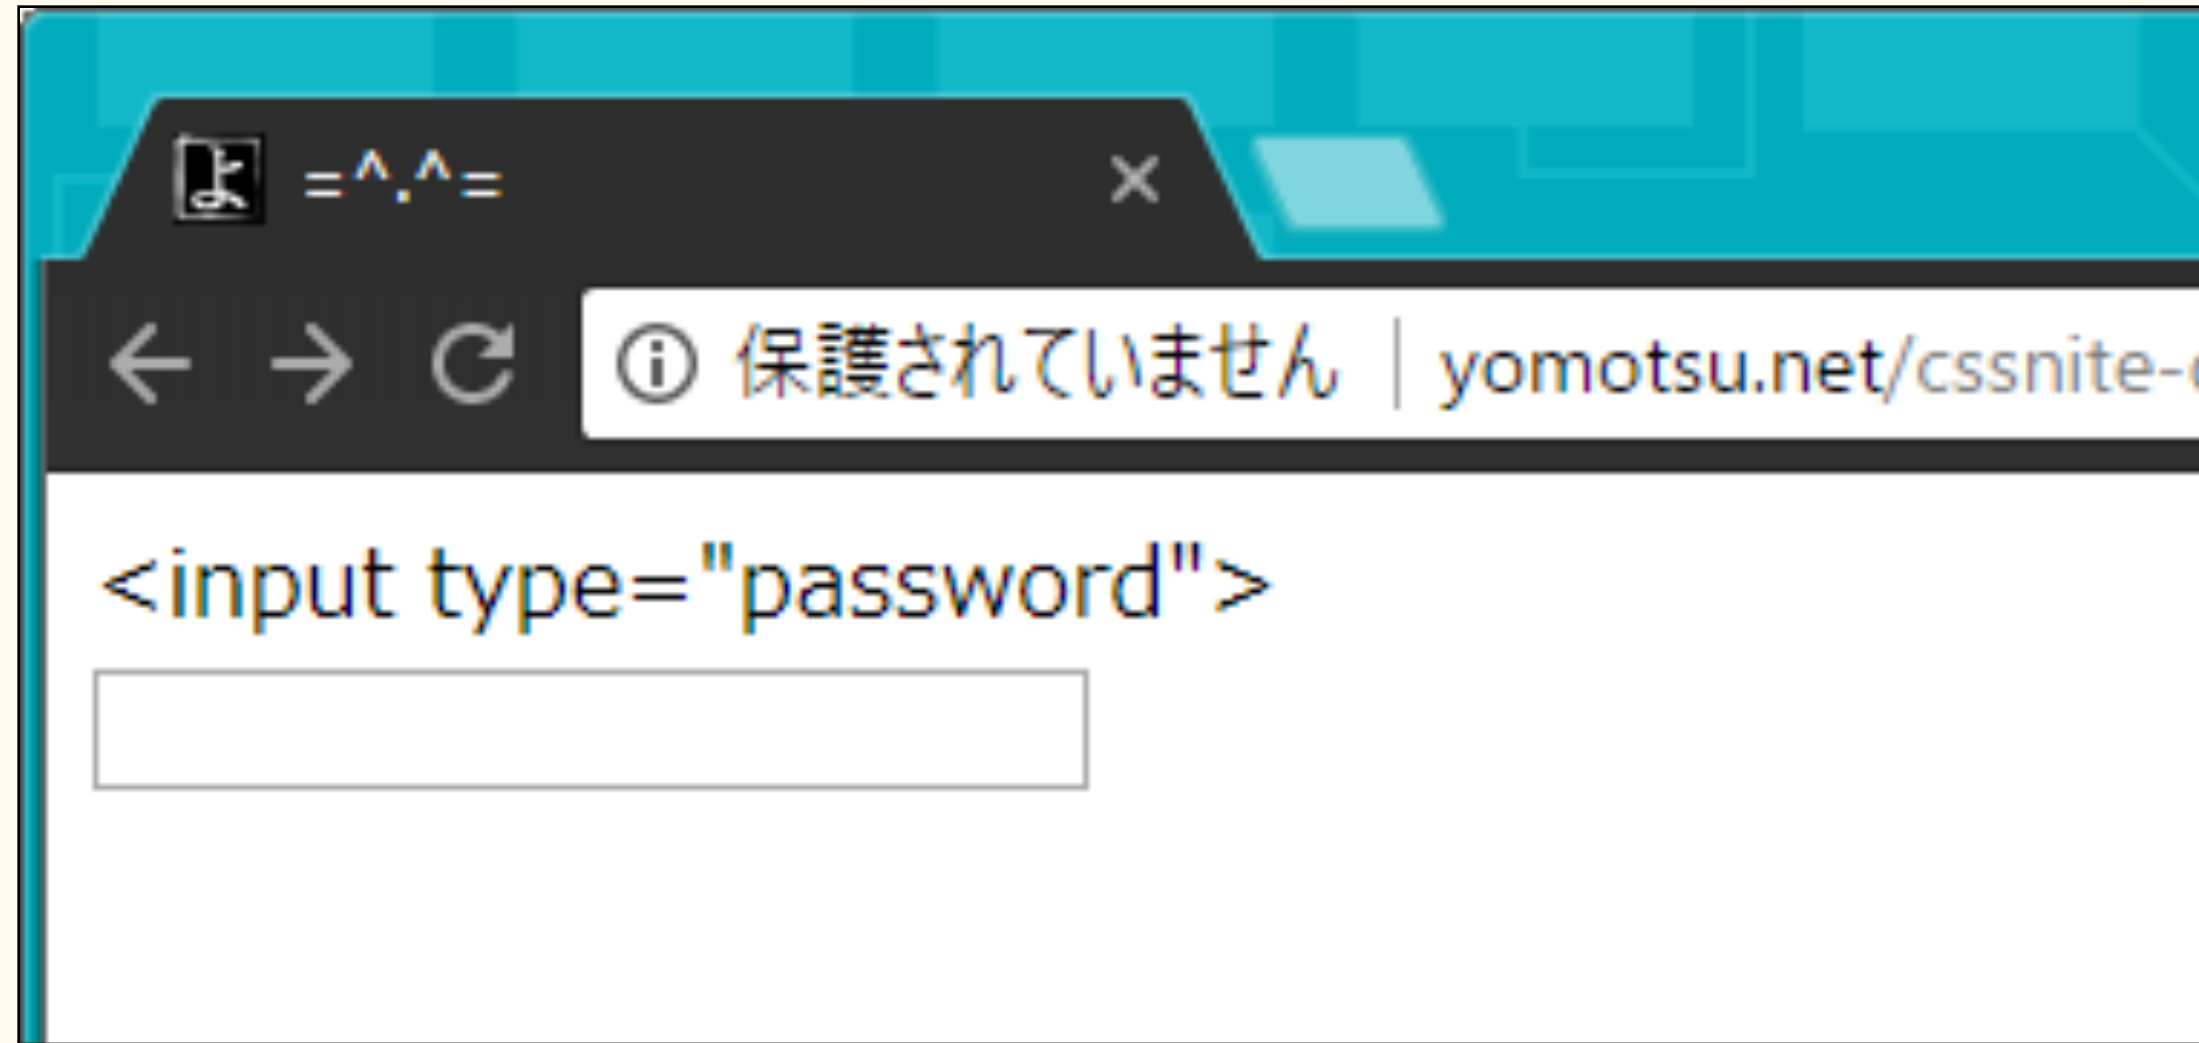 よ =^.^=
保護されていません yomotsu.net/cssnite-
<input type="password">